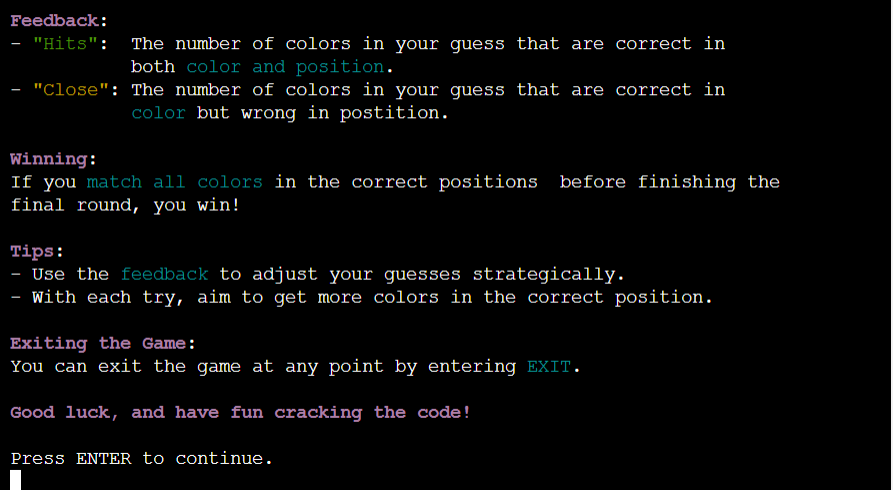 Feedback:
- "Hits":  The number of colors in your guess that are correct in
           both color and position.
- "Close": The number of colors in your guess that are correct in
           color but wrong in postition.
Winning:
If you match all colors in the correct positions  before finishing the
final round, you win!
Tips:
- Use the feedback to adjust your guesses strategically.
- With each try, aim to get more colors in the correct position.
Exiting the Game:
You can exit the game at any point by entering EXIT.
Good luck, and have fun cracking the code!
Press ENTER to continue.